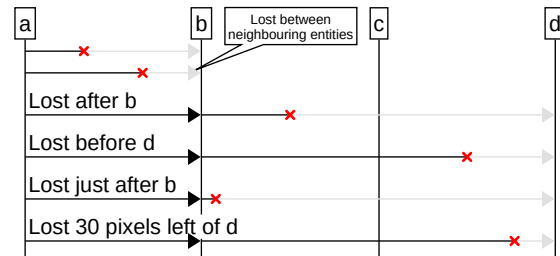 a
b
c
d
Lost between
neighbouring entities
Lost after b
Lost before d
Lost just after b
Lost 30 pixels left of d